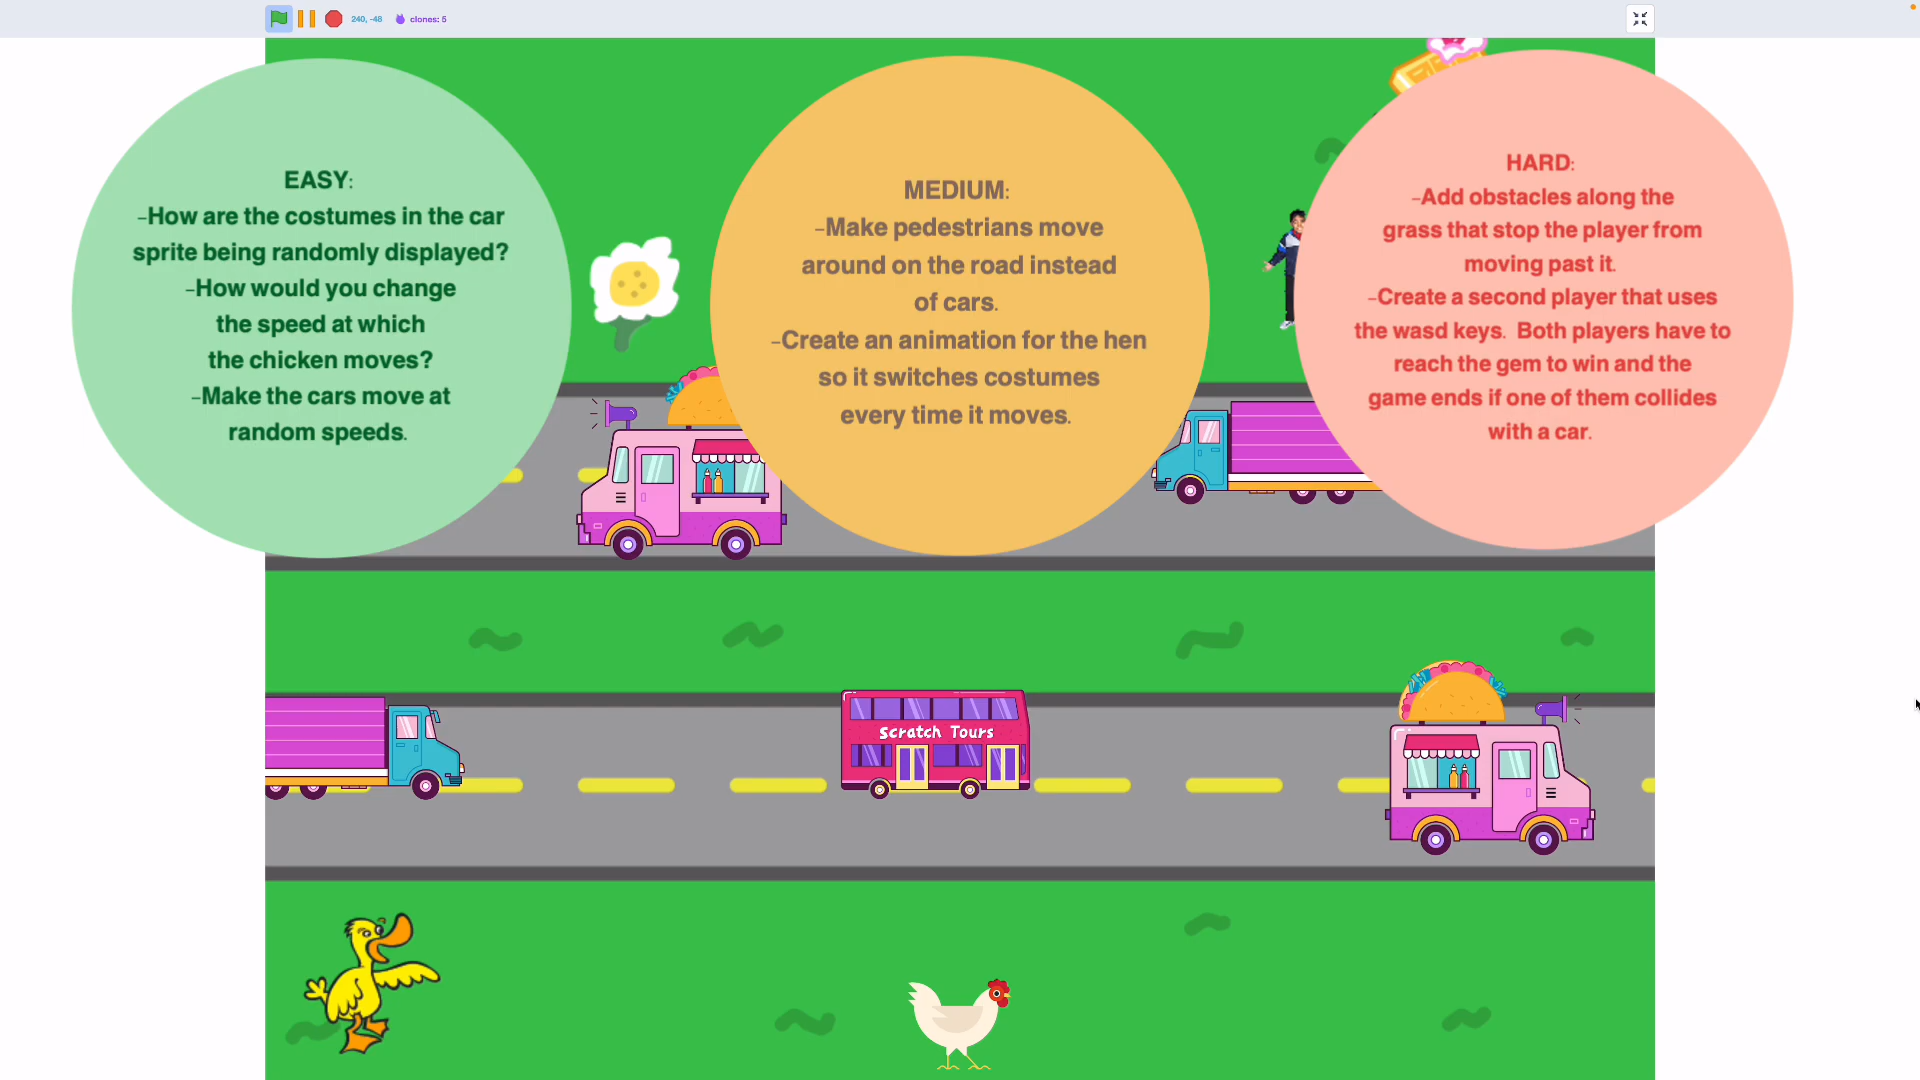 240, -48
clones: 5
EASY:
-How are the costumes in the car
sprite being randomly displayed?
-How would you change
the speed at which
the chicken moves?
-Make the cars move at
random speeds.
MEDIUM:
-Make pedestrians move
around on the road instead
of cars.
-Create an animation for the hen
so it switches costumes
every time it moves.
HARD:
-Add obstacles along the
grass that stop the player from
moving past it.
-Create a second player that uses
the wasd keys. Both players have to
reach the gem to win and the
game ends if one of them collides
with a car.
Scratch Tours